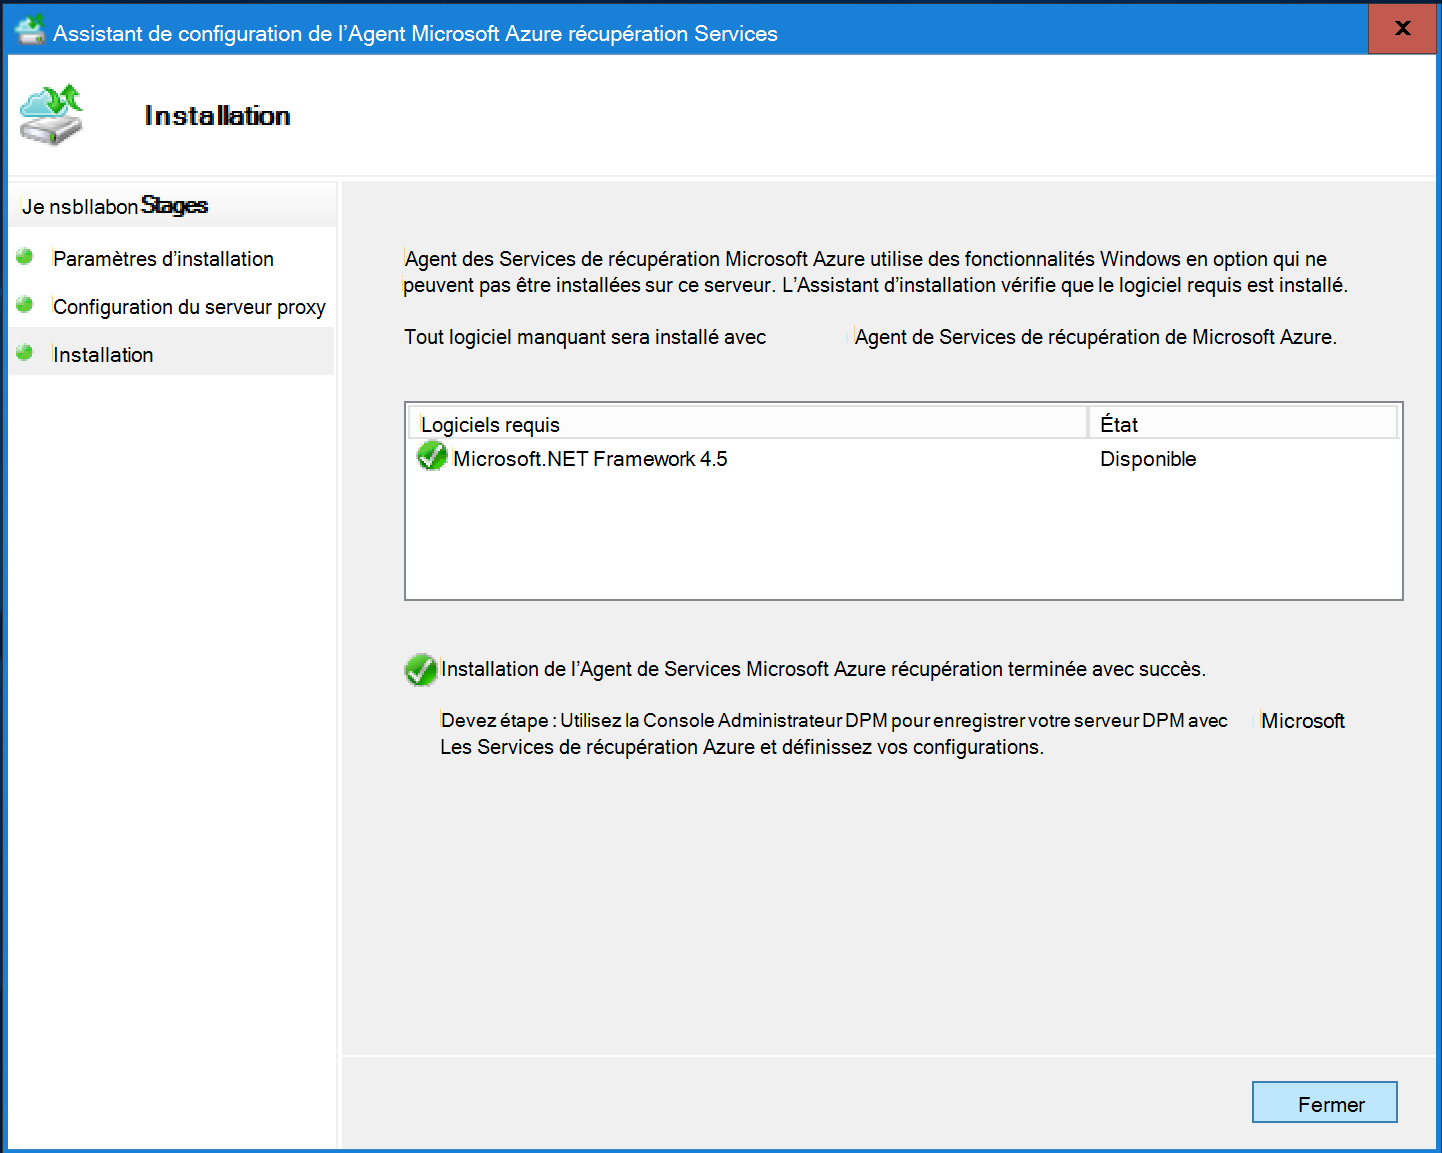 Assistant de configuration de l’Agent Microsoft Azure récupération Services
x
Installation
Je nsbllabon Stages
Paramètres d’installation
Configuration du serveur proxy
Installation
Agent des Services de récupération Microsoft Azure utilise des fonctionnalités Windows en option qui ne
peuvent pas être installées sur ce serveur. L’Assistant d’installation vérifie que le logiciel requis est installé.
Tout logiciel manquant sera installé avec Agent de Services de récupération de Microsoft Azure.
Logiciels requis État
Microsoft.NET Framework 4.5 Disponible
Installation de l’Agent de Services Microsoft Azure récupération terminée avec succès.
Devez étape : Utilisez la Console Administrateur DPM pour enregistrer votre serveur DPM avec Microsoft
Les Services de récupération Azure et définissez vos configurations.
Fermer